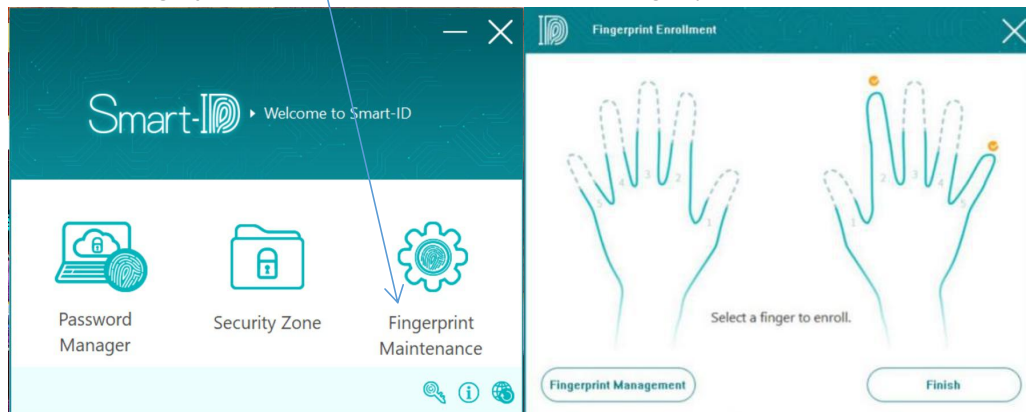 Smart-ID Welcome to Smart-ID
Password
Manager
Security Zone
Fingerprint
Maintenance
ID Fingerprint Enrollment
5 4 3 2 1
1 2 3 4 5
Select a finger to enroll.
Fingerprint Management
Finish